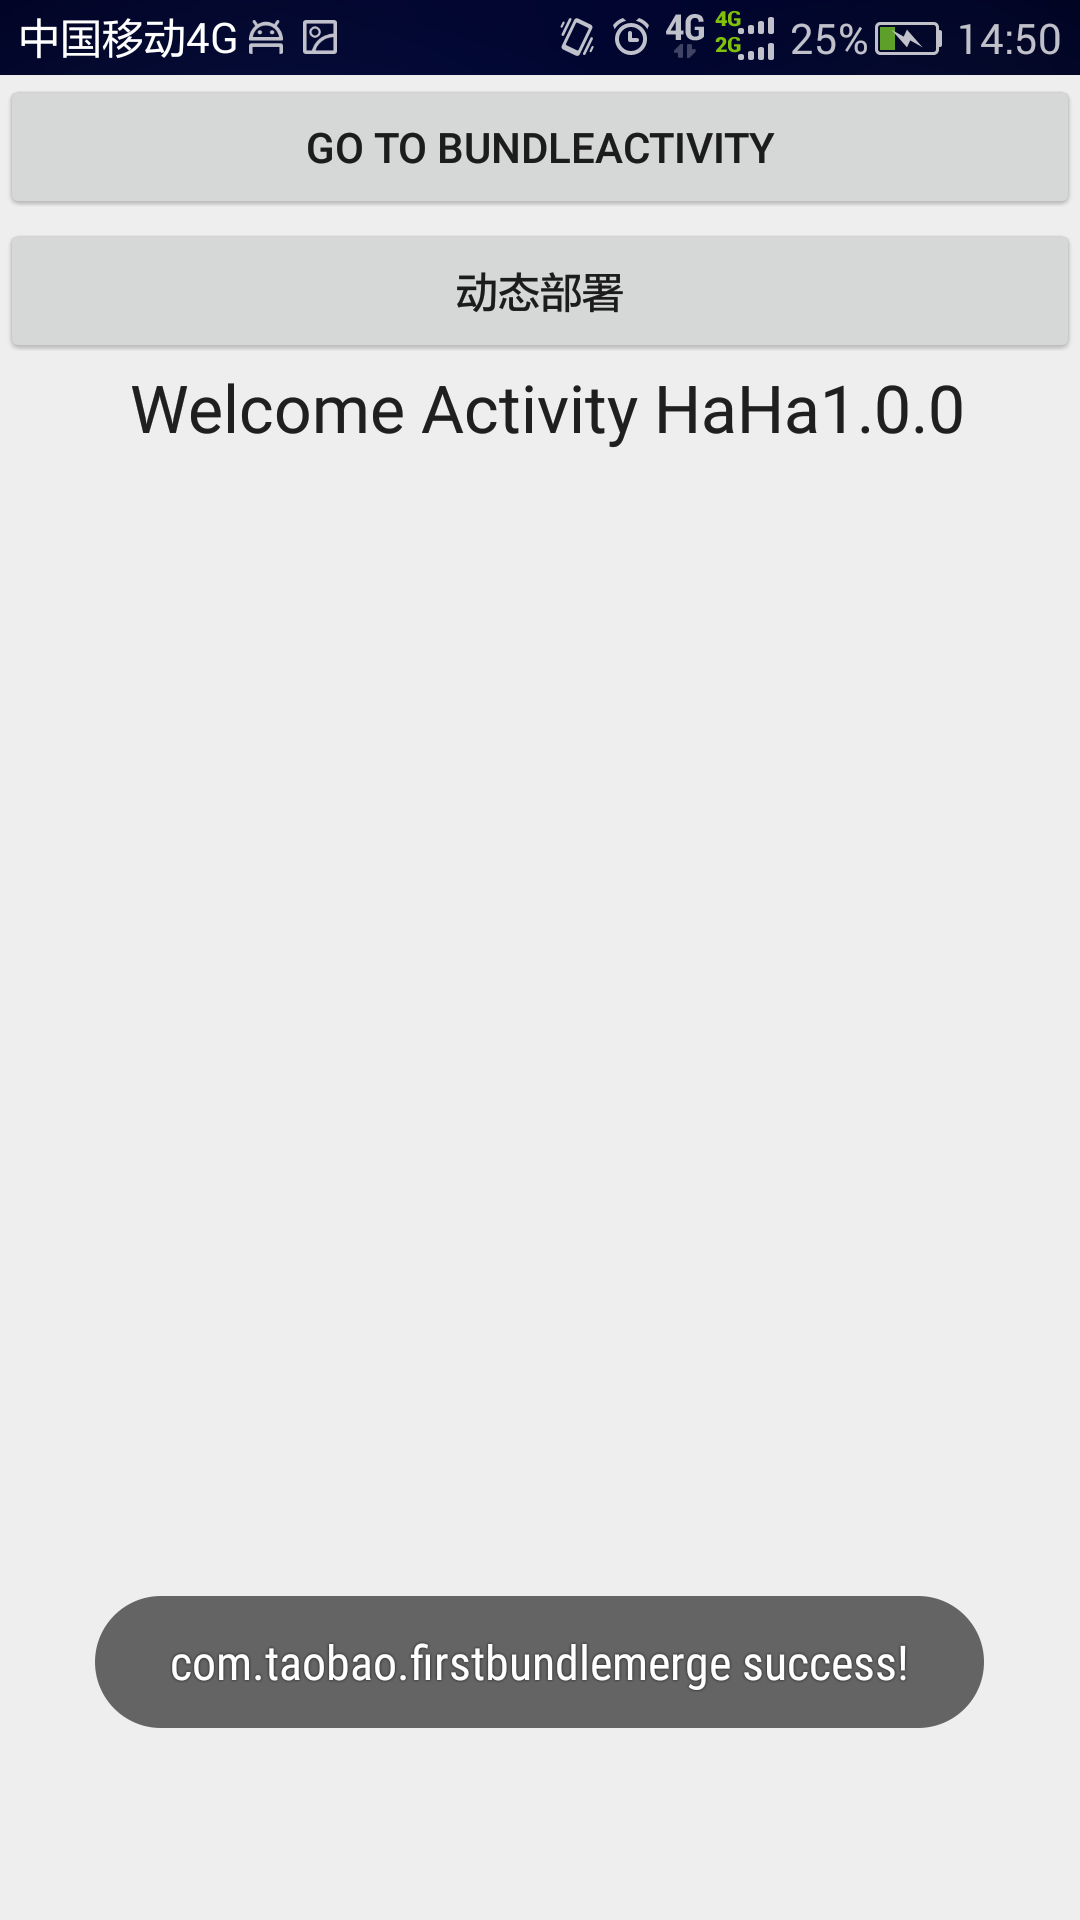 中国移动4G 4G 4G 2G 25% 14:50
GO TO BUNDLEACTIVITY
动态部署
Welcome Activity HaHa1.0.0
com.taobao.firstbundlemerge success!